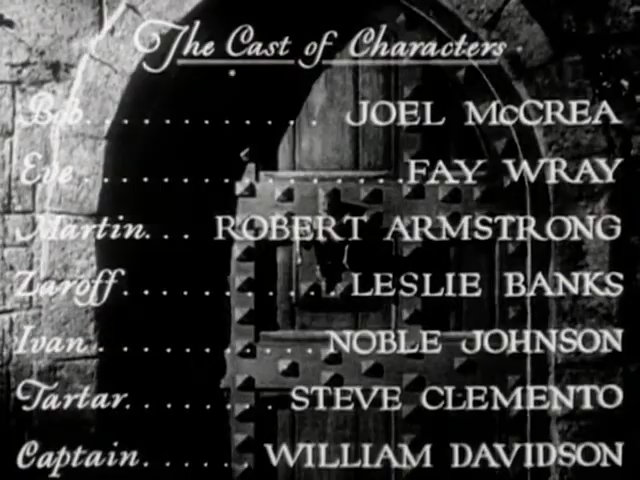 The Cast of Characters
Bob............. JOEL McCREA
Eve................FAY WRAY
Martin... ROBERT ARMSTRONG
Zaroff............LESLIE BANKS
Ivan...........NOBLE JOHNSON
Tartar........STEVE CLEMENTO
Captain......WILLIAM DAVIDSON